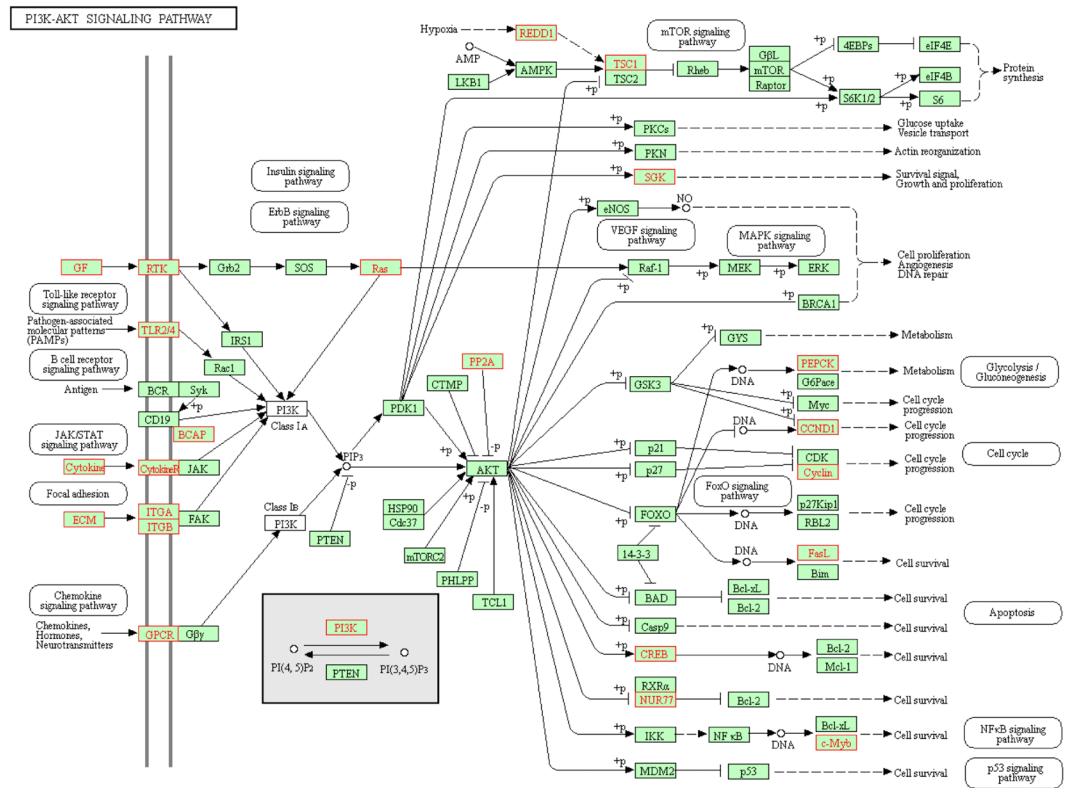 PI3K-AKT SIGNALING PATHWAY
Hypoxia
REDD1
mTOR signaling
pathway
AMP
LKB1
AMPK
TSC1
TSC2
+p
Rheb
GβL
mTOR
Raptor
+p
4EBPs
eIF4E
eIF4B
+p
S6K1/2
+p
S6
+p
Protein
synthesis
+p
PKCs
Glucose uptake
Vesicle transport
+p
PKN
Actin reorganization
+p
SGK
Survival signal,
Growth and proliferation
Insulin signaling
pathway
ErbB signaling
pathway
+p
eNOS
NO
VEGF signaling
pathway
MAPK signaling
pathway
GF
RTK
Grb2
SOS
Ras
Raf-1
+p
+p
MEK
+p
ERK
Cell proliferation
Angiogenesis
DNA repair
BRCA1
Toll-like receptor
signaling pathway
Pathogen-associated
molecular patterns
(PAMPs)
TLR2/4
IRS1
Rac1
B cell receptor
signaling pathway
Antigen
BCR
Syk
+p
CD19
BCAP
PI3K
Class IA
JAK/STAT
signaling pathway
Cytokine
CytokineR
JAK
Focal adhesion
ECM
ITGA
ITGB
FAK
Class IB
PI3K
PIP3
-p
PTEN
PDK1
CTMP
PP2A
+p
-p
AKT
HSP90
Cdc37
+p
-p
mTORC2
PHLPP
TCL1
Chemokine
signaling pathway
Chemokines,
Hormones,
Neurotransmitters
GPCR
Gβγ
PI3K
PI(4,5)P2
PI(3,4,5)P3
PTEN
+p
GYS
Metabolism
+p
GSK3
DNA
PEPCK
G6Pace
Metabolism
Glycolysis /
Gluconeogenesis
+p
Myc
Cell cycle
progression
+p
DNA
CCND1
Cell cycle
progression
+p
p21
+p
p27
CDK
Cyclin
Cell cycle
progression
Cell cycle
FoxO signaling
pathway
+p
FOXO
DNA
p27Kip1
RBL2
Cell cycle
progression
14-3-3
DNA
FasL
Bim
Cell survival
+p
BAD
Bcl-xL
Bcl-2
Cell survival
Apoptosis
+p
Casp9
Cell survival
+p
CREB
DNA
Bcl-2
Mcl-1
Cell survival
+p
RXRα
NUR77
Bcl-2
Cell survival
+p
IKK
NFκB
DNA
Bcl-xL
c-Myb
Cell survival
NFκB signaling
pathway
+p
MDM2
p53
Cell survival
p53 signaling
pathway